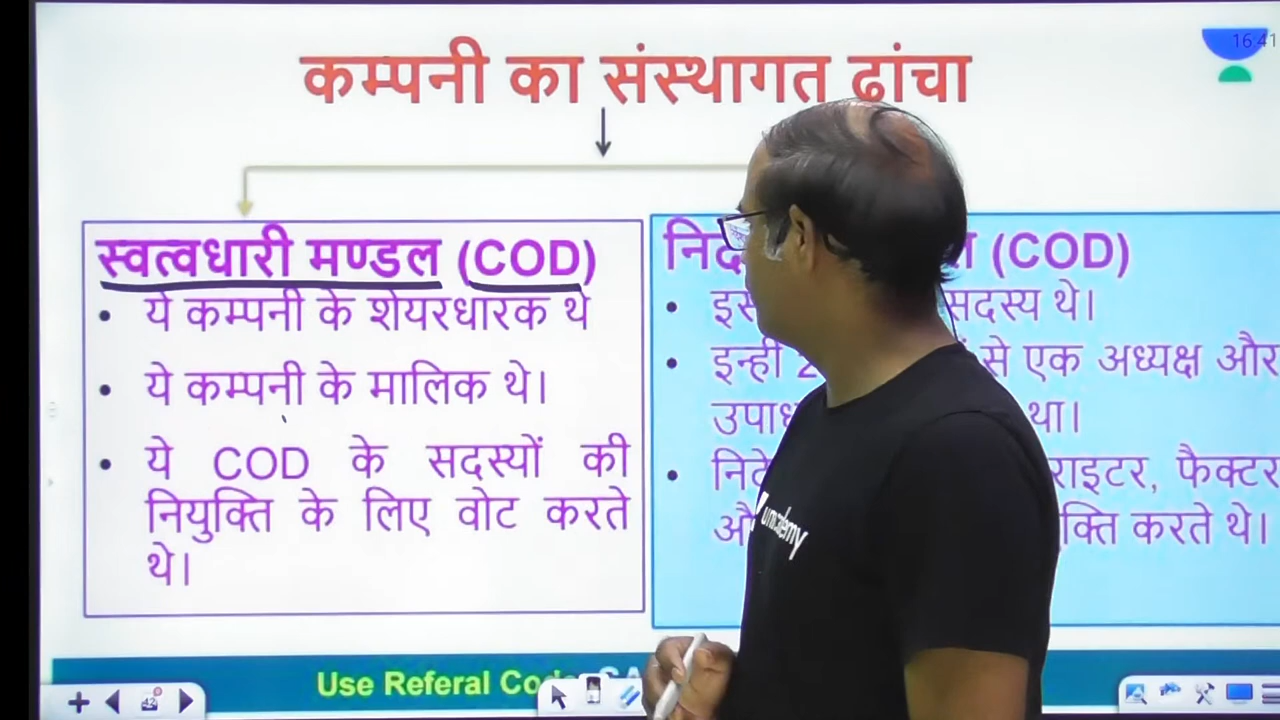 कम्पनी का संस्थागत ढांचा
16:41
स्वत्वधारी मण्डल (COD)
• ये कम्पनी के शेयरधारक थे
• ये कम्पनी के मालिक थे।
• ये COD के सदस्यों की
नियुक्ति के लिए वोट करते
थे।
(COD)
• सदस्य थे।
• इन्ही से एक अध्यक्ष और
था।
• राइटर, फैक्टर
करते थे।
unacademy
Use Referal
42